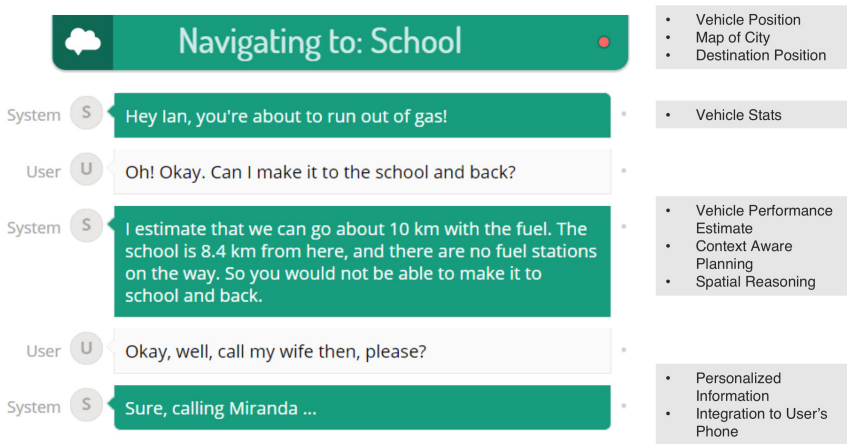 Navigating to: School
• Vehicle Position
• Map of City
• Destination Position
System S Hey Ian, you're about to run out of gas!
• Vehicle Stats
User U Oh! Okay. Can I make it to the school and back?
System S I estimate that we can go about 10 km with the fuel. The
school is 8.4 km from here, and there are no fuel stations
on the way. So you would not be able to make it to
school and back.
• Vehicle Performance
Estimate
• Context Aware
Planning
• Spatial Reasoning
User U Okay, well, call my wife then, please?
System S Sure, calling Miranda ...
• Personalized
Information
• Integration to User's
Phone